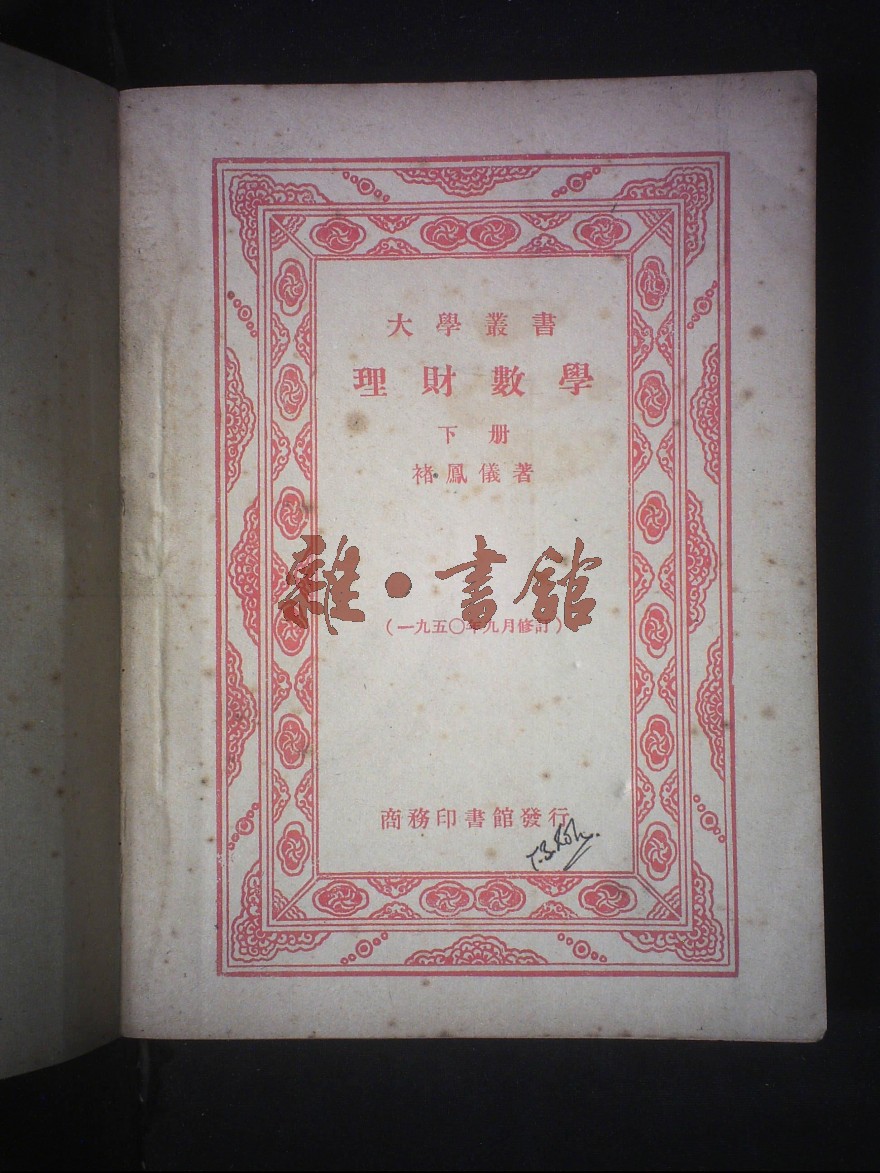 大學叢書
理財數學
下册
褚鳳儀著
雜·書館
(一九五〇年九月修訂)
商務印書館發行